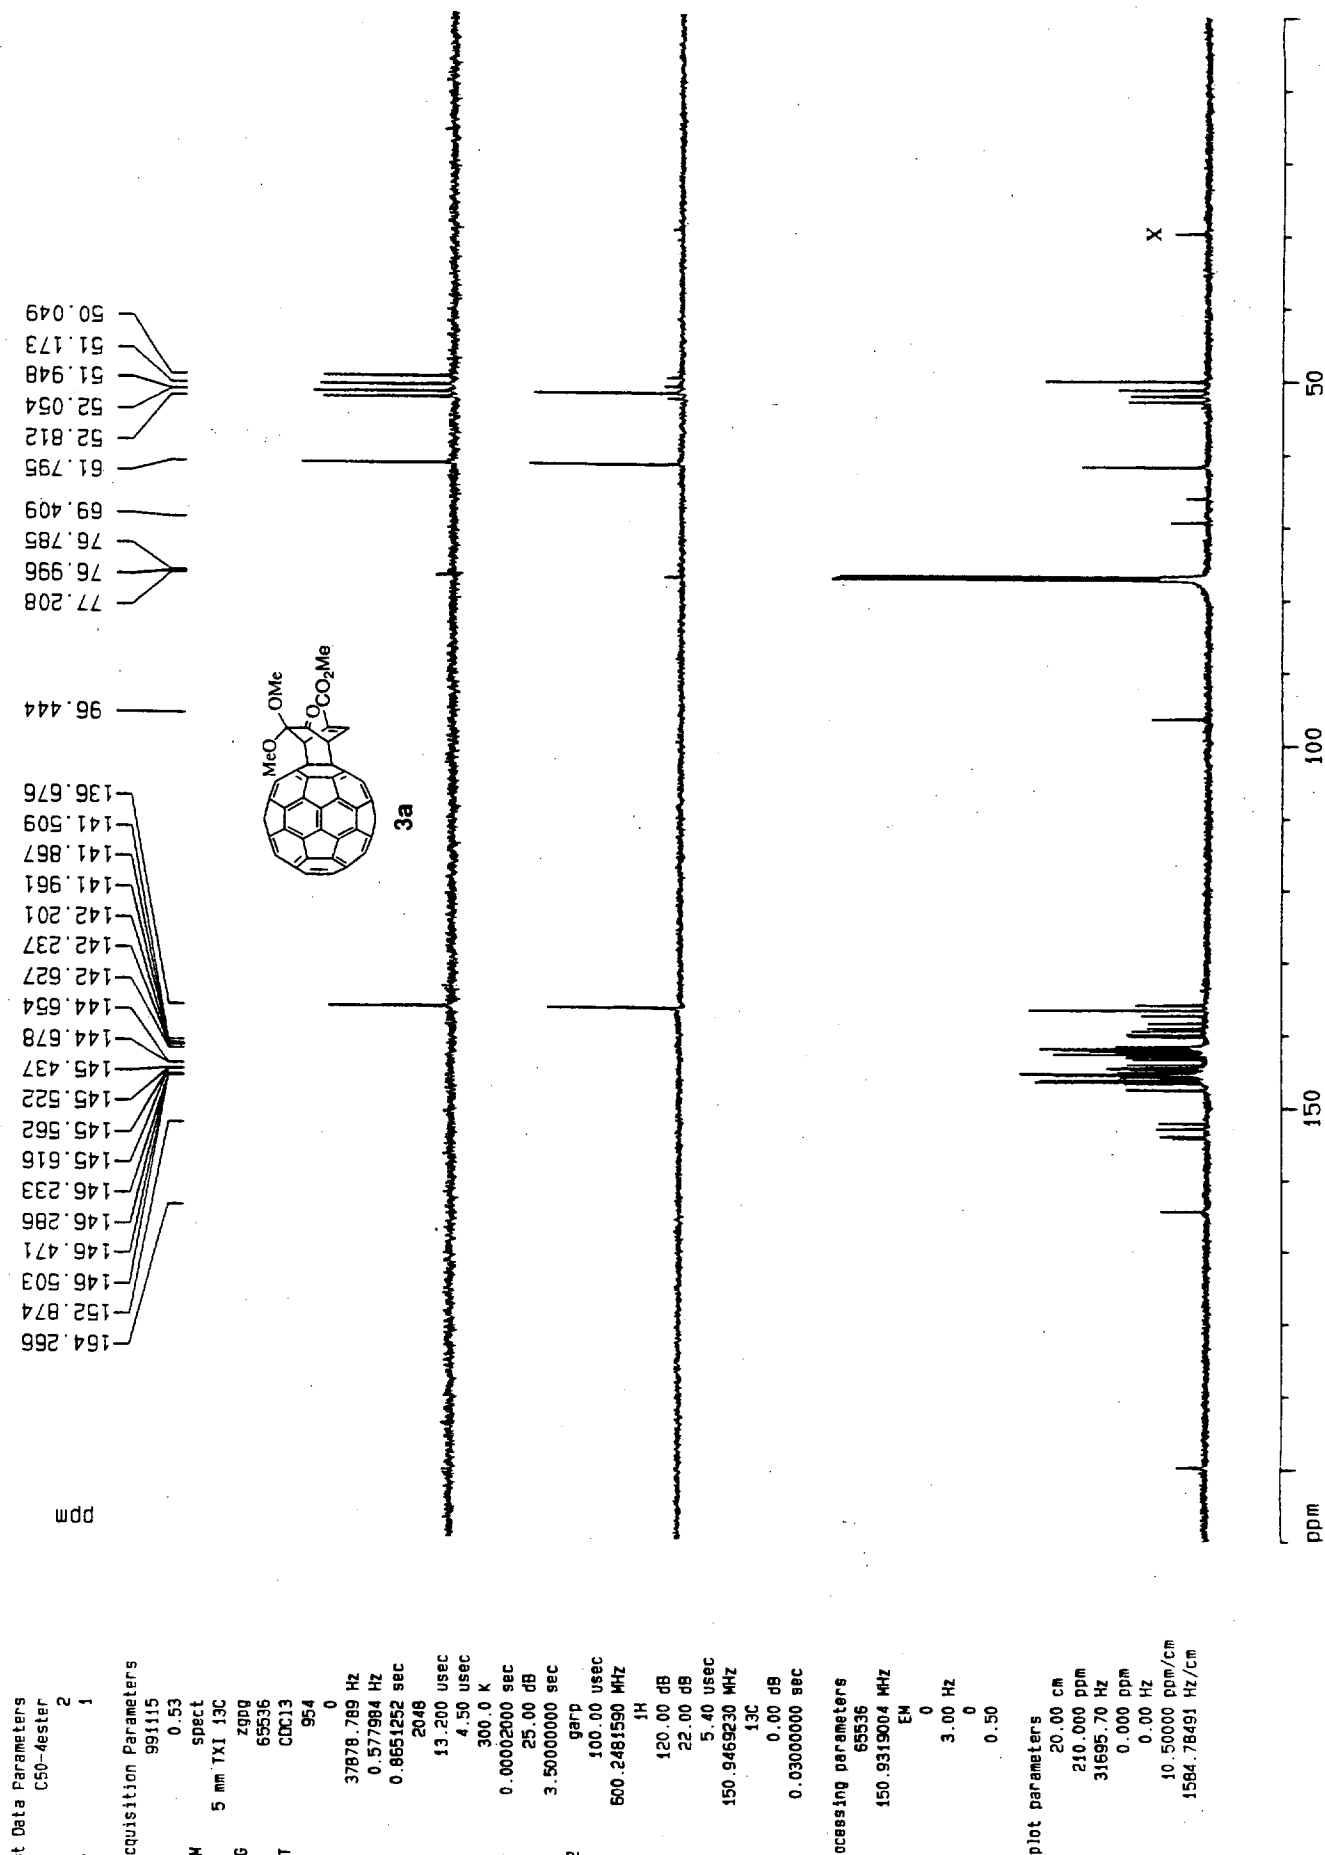 50.049
51.173
51.948
52.054
52.812
61.795
69.409
76.785
76.996
77.208
96.444
136.676
141.509
141.867
141.961
142.201
142.237
142.627
144.654
144.678
145.437
145.522
145.562
145.616
146.233
146.286
146.471
146.503
152.874
164.266
ppm
MeO
OMe
O
CO2Me
3a
X
50
100
150
ppm
t Data Parameters
C50-4ester
2
1
cquisition Parameters
991115
0.53
M spect
5 mm TXI 13C
G zgpg
65536
T CDCl3
954
0
37878.789 Hz
0.577984 Hz
0.8651252 sec
2048
13.200 usec
4.50 usec
300.0 K
0.00002000 sec
25.00 dB
3.50000000 sec
2 garp
100.00 usec
600.2481590 MHz
1H
120.00 dB
22.00 dB
5.40 usec
150.9469230 MHz
13C
0.00 dB
0.03000000 sec
ocessing parameters
65536
150.9319004 MHz
EM
0
3.00 Hz
0
0.50
plot parameters
20.00 cm
210.000 ppm
31695.70 Hz
0.000 ppm
0.00 Hz
10.50000 ppm/cm
1584.78491 Hz/cm